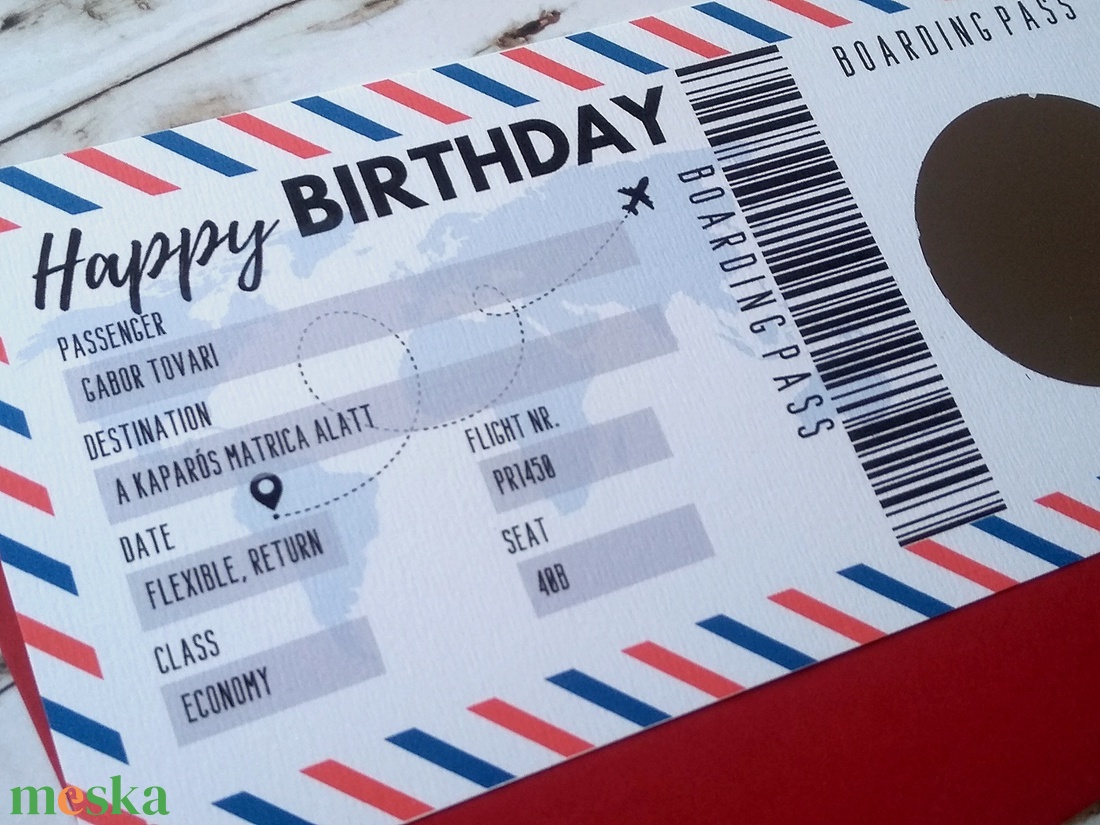 Happy BIRTHDAY
PASSENGER
GABOR TOVARI
DESTINATION
A KAPARÓS MATRICA ALATT
DATE
FLEXIBLE, RETURN
CLASS
ECONOMY
FLIGHT NR.
PR1450
SEAT
40B
BOARDING PASS
BOARDING PASS
meska